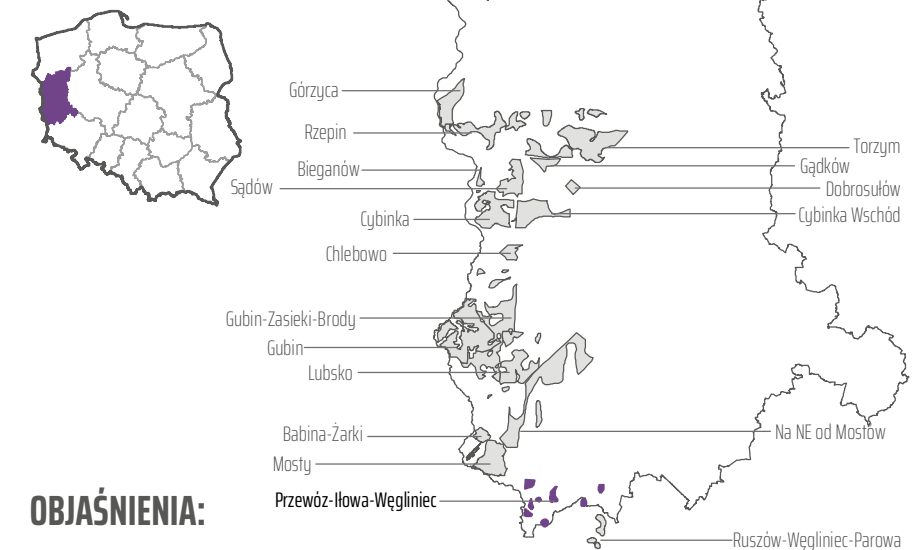 Górzyca
Rzepin
Bieganów
Sądów
Cybinka
Chlebowo
Gubin-Zasieki-Brody
Gubin
Lubsko
Babina-Żarki
Mosty
Przewóz-Iłowa-Węgliniec
Torzym
Gądków
Dobrosułów
Cybinka Wschód
Na NE od Mostów
Ruszów-Węgliniec-Parowa
OBJAŚNIENIA: